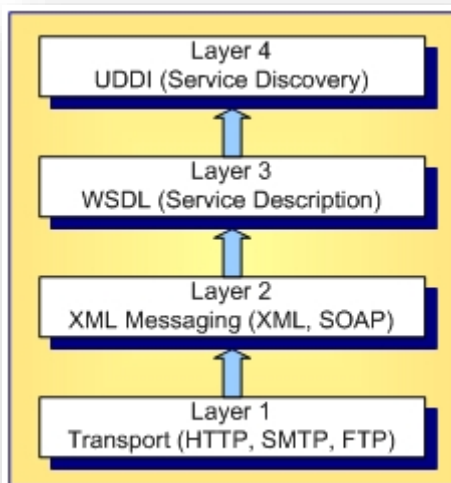 Layer 4
UDDI (Service Discovery)
Layer 3
WSDL (Service Description)
Layer 2
XML Messaging (XML, SOAP)
Layer 1
Transport (HTTP, SMTP, FTP)